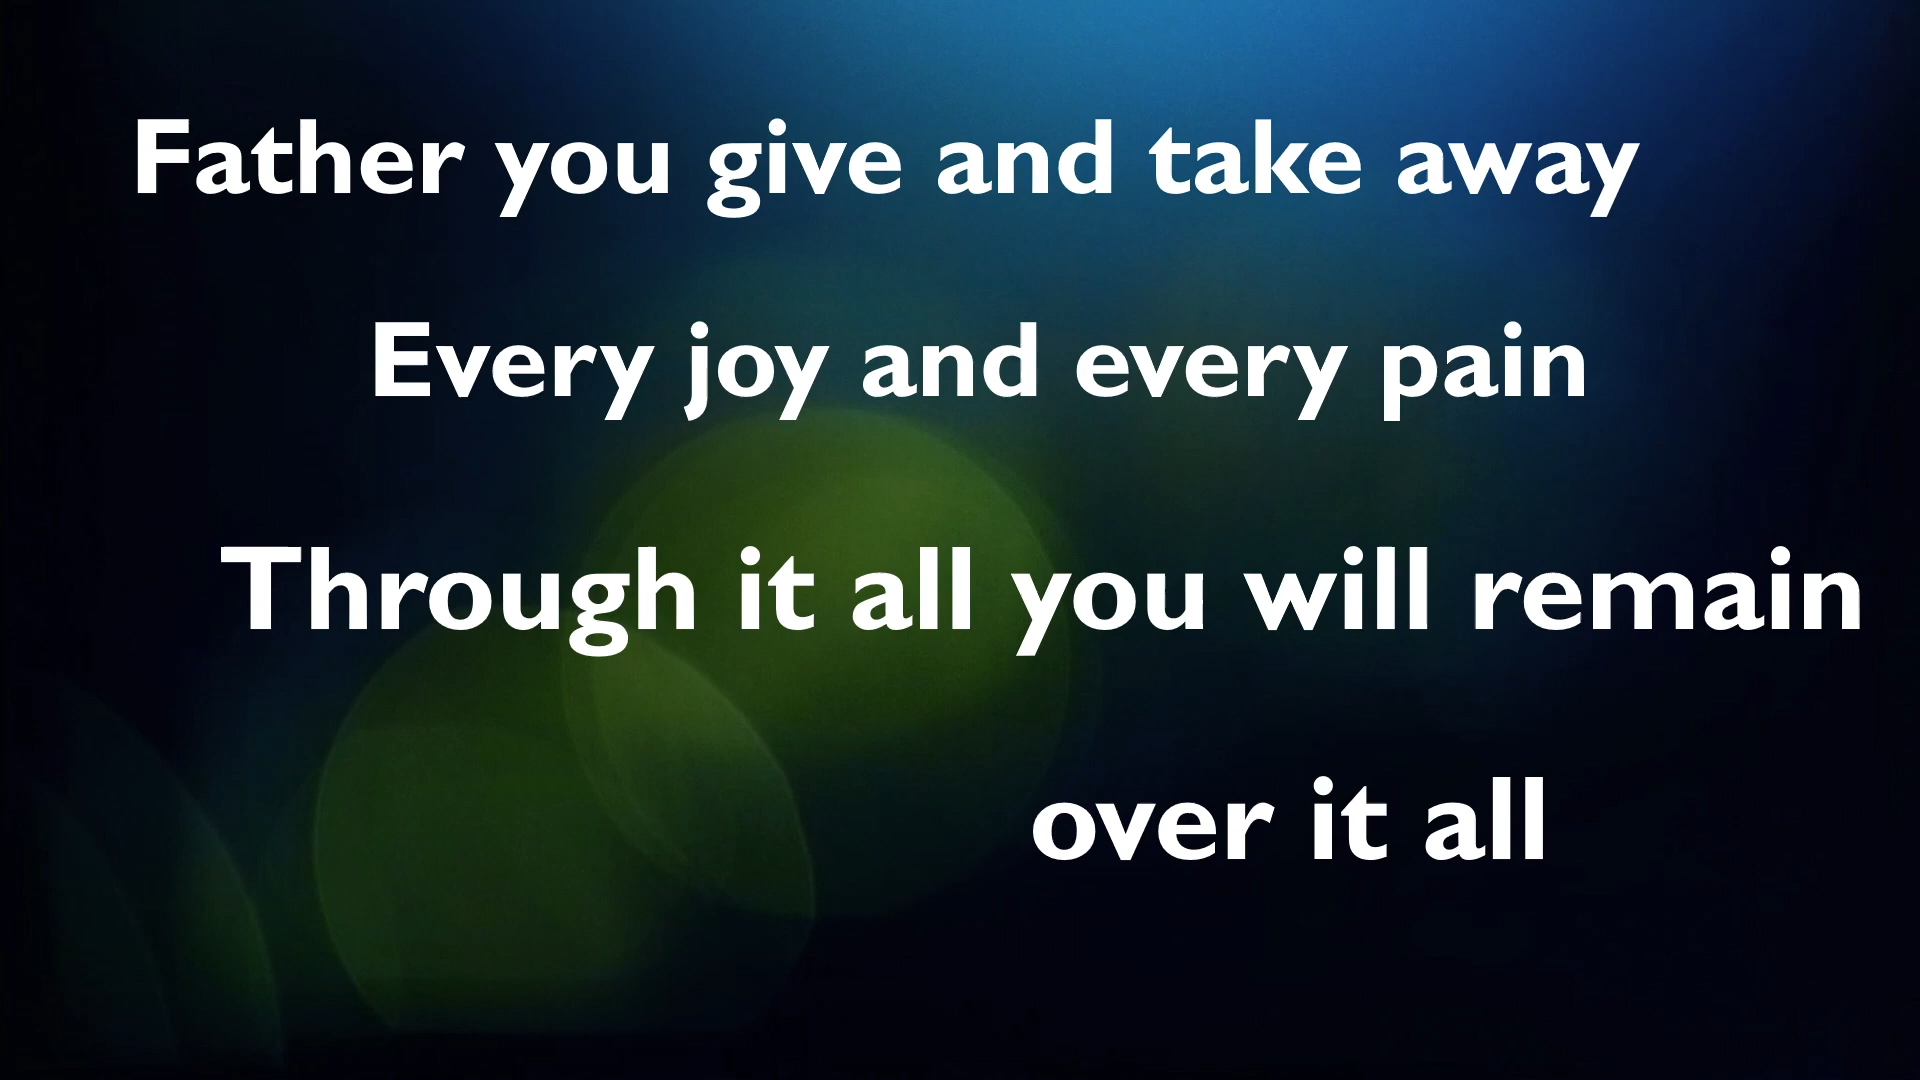 Father you give and take away
Every joy and every pain
Through it all you will remain
over it all